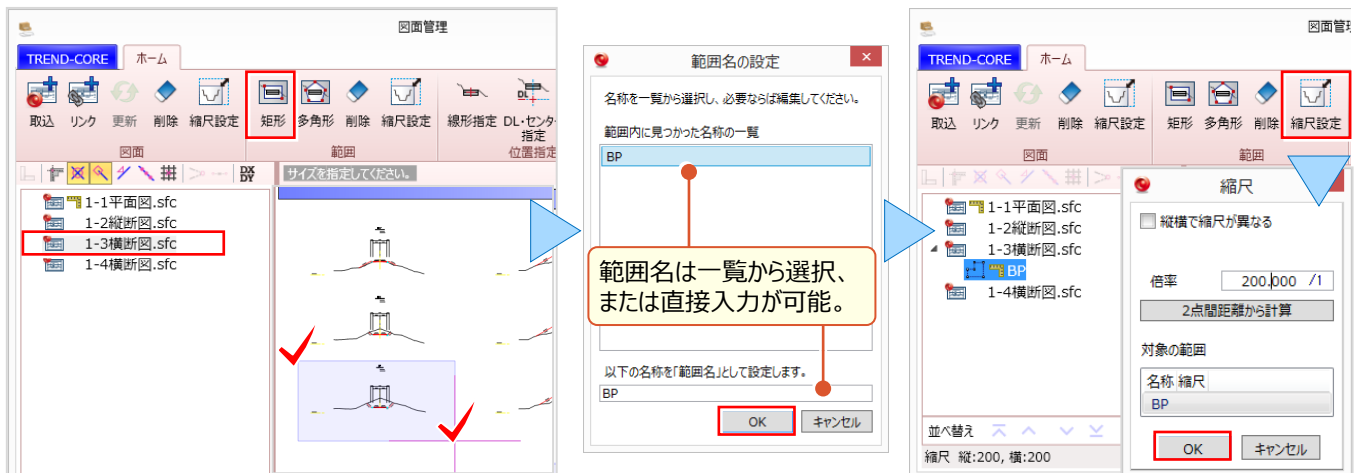 図面管理
TREND-CORE ホーム
取込 リンク 更新 削除 縮尺設定 矩形 多角形 削除 縮尺設定 線形指定 DL・センター
指定
図面 範囲 位置指定
サイズを指定してください。
1-1平面図.sfc
1-2縦断図.sfc
1-3横断図.sfc
1-4横断図.sfc
範囲名の設定
名称を一覧から選択し、必要ならば編集してください。
範囲内に見つかった名称の一覧
BP
範囲名は一覧から選択、
または直接入力が可能。
以下の名称を「範囲名」として設定します。
BP
OK キャンセル
図面管
TREND-CORE ホーム
取込 リンク 更新 削除 縮尺設定 矩形 多角形 削除 縮尺設定
図面 範囲
1-1平面図.sfc
1-2縦断図.sfc
1-3横断図.sfc
BP
1-4横断図.sfc
並べ替え
縮尺 縦:200, 横:200
縮尺
縦横で縮尺が異なる
倍率 200.000 /1
2点間距離から計算
対象の範囲
名称 縮尺
BP
OK キャンセル